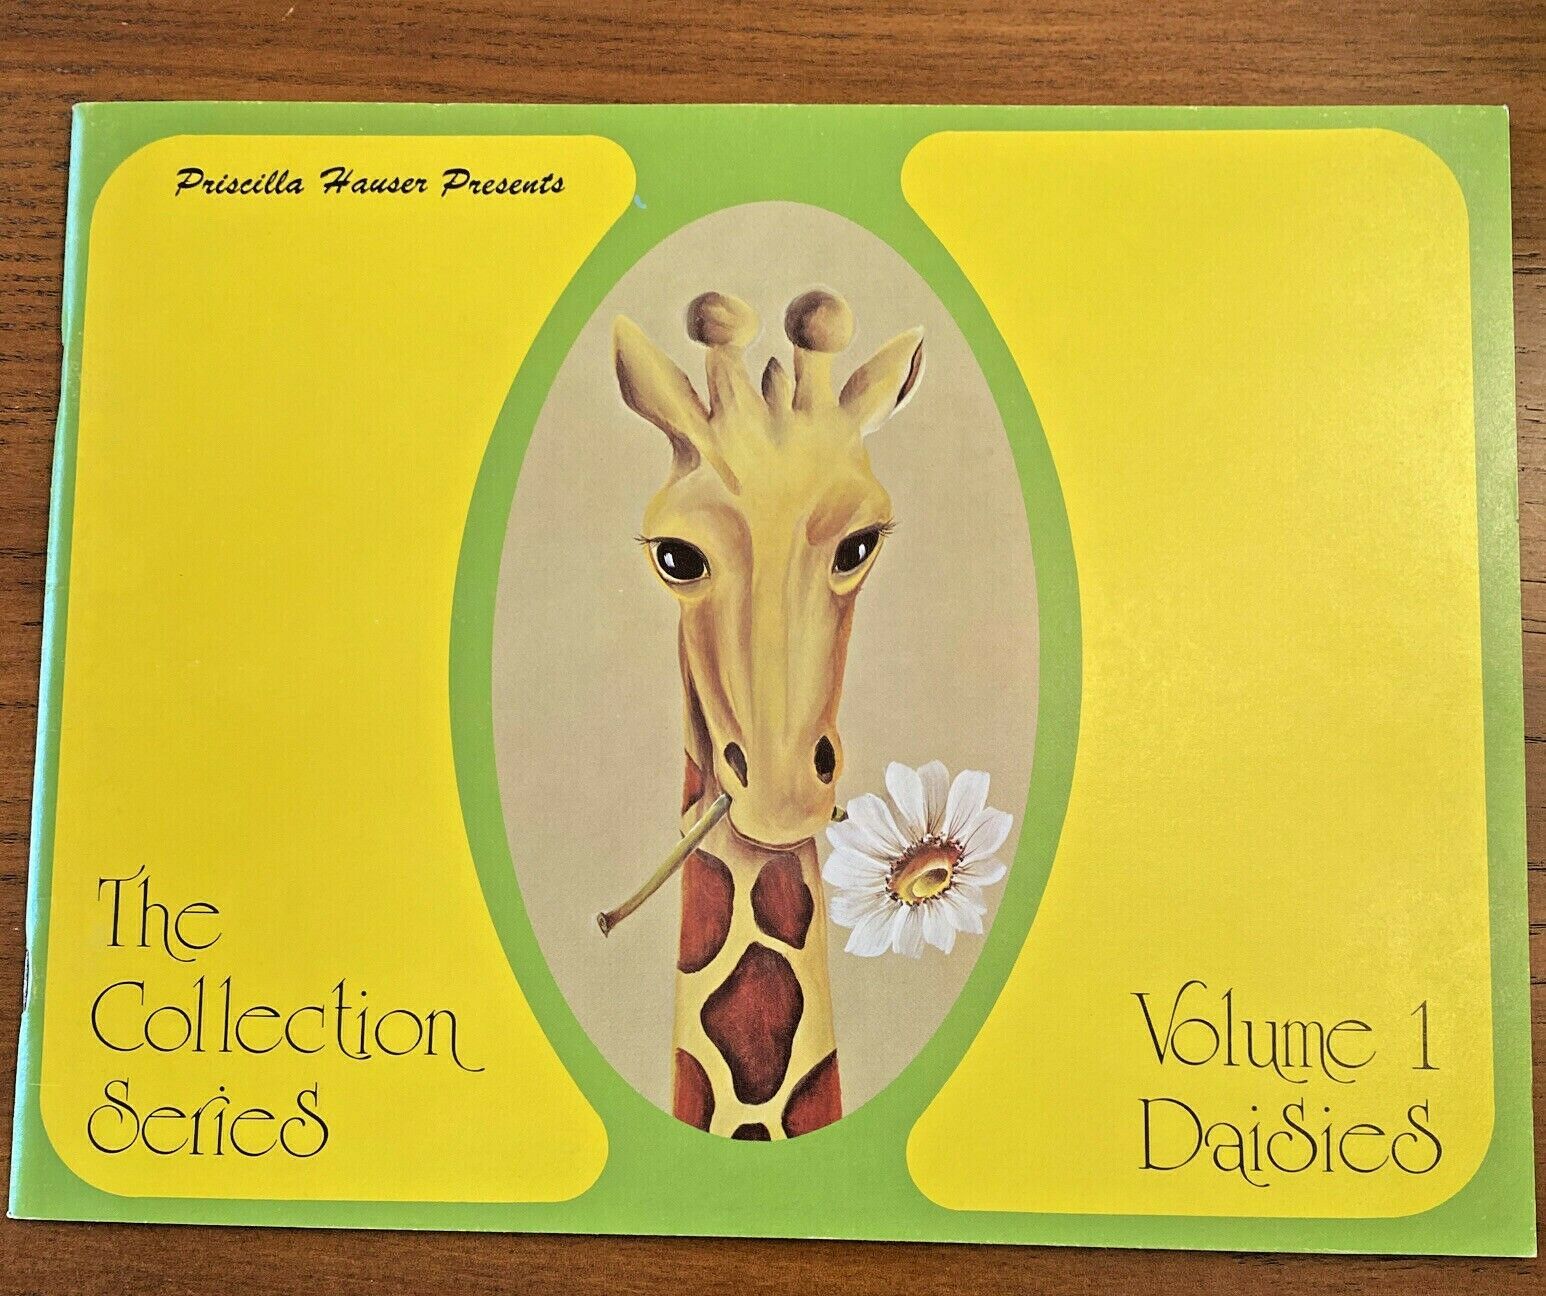 Priscilla Hauser Presents
The
Collection
Series
Volume 1
Daisies